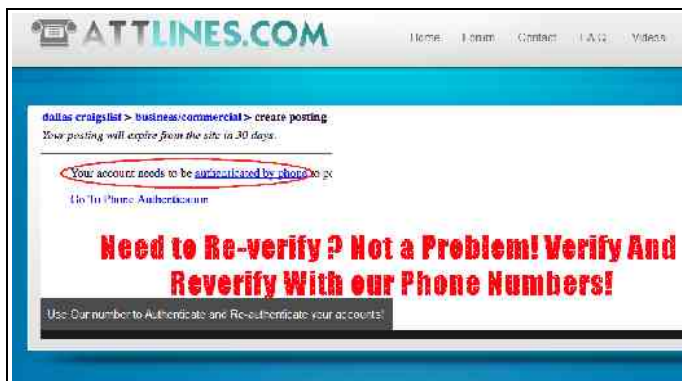 ATTLINES.COM
Home Forum Contact F.A.Q Videos
dallas craigslist > business/commercial > create posting
Your posting will expire from the site in 30 days.
Your account needs to be authenticated by phone to po
Go To Phone Authentication
Need to Re-verify ? Not a Problem! Verify And
Reverify With our Phone Numbers!
Use Our number to Authenticate and Re-authenticate your accounts!